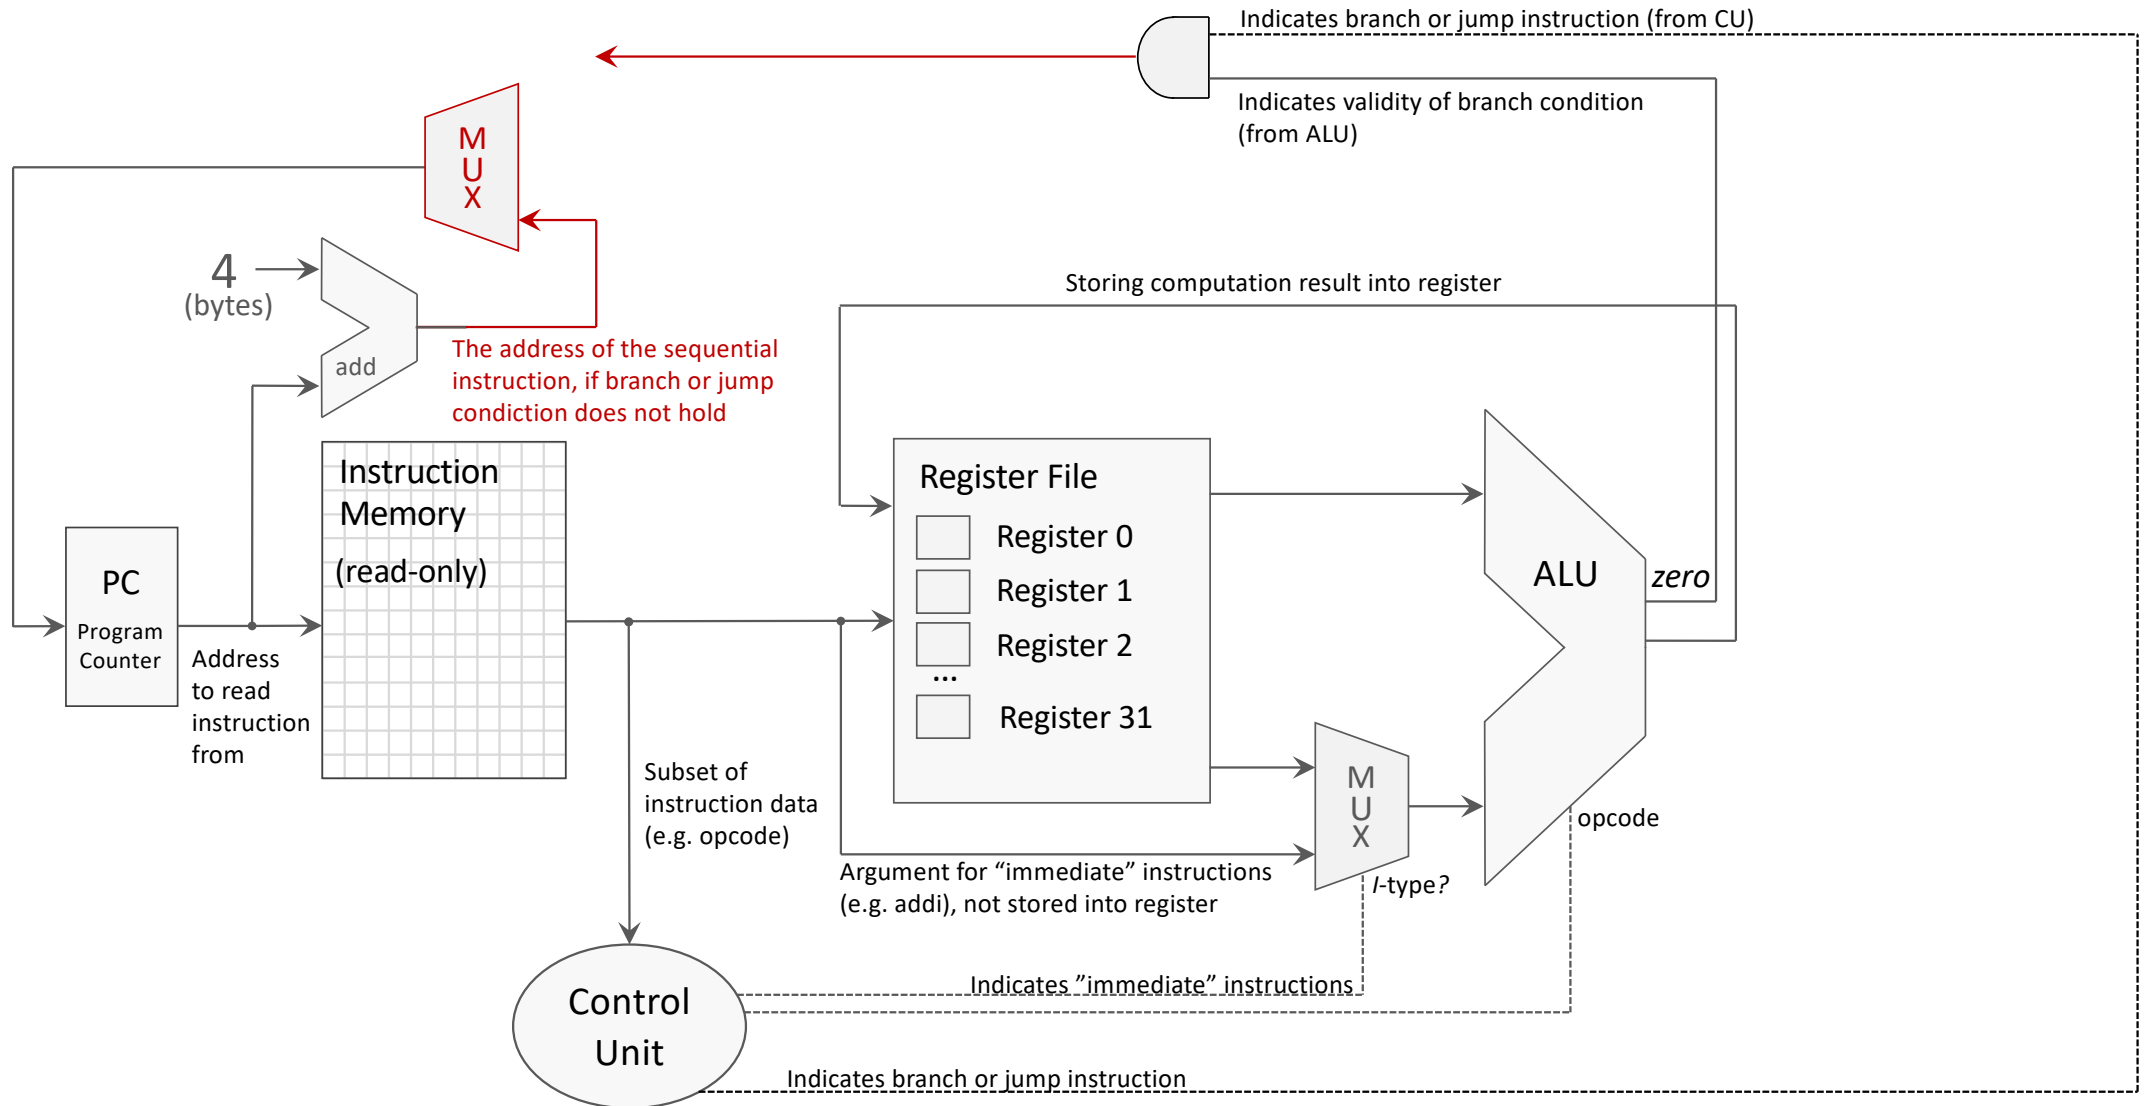 Indicates branch or jump instruction (from CU)
Indicates validity of branch condition
(from ALU)
M
U
X
4
(bytes)
add
The address of the sequential
instruction, if branch or jump
condiction does not hold
Storing computation result into register
Instruction
Memory
(read-only)
PC
Program
Counter
Address
to read
instruction
from
Register File
Register 0
Register 1
Register 2
...
Register 31
ALU
zero
M
U
X
opcode
I-type?
Subset of
instruction data
(e.g. opcode)
Argument for “immediate” instructions
(e.g. addi), not stored into register
Indicates ”immediate” instructions
Control
Unit
Indicates branch or jump instruction